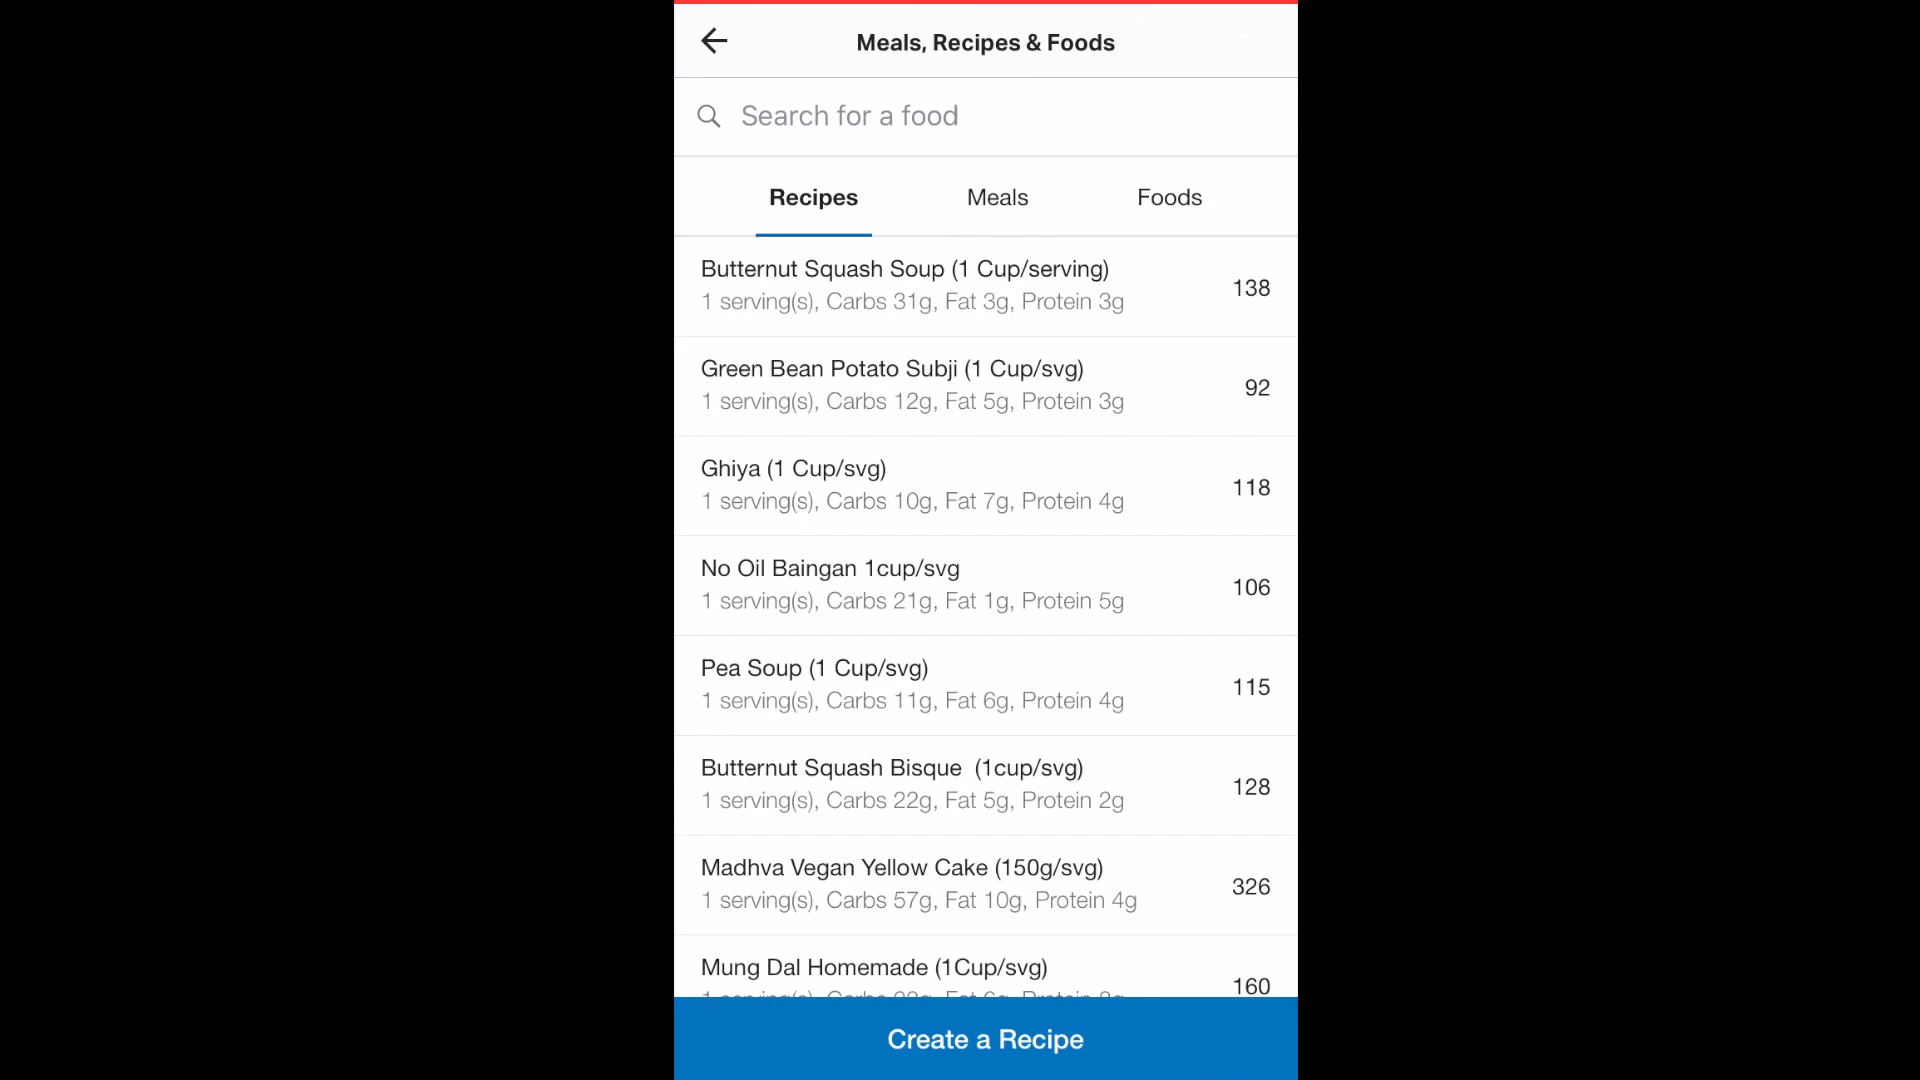 Meals, Recipes & Foods
Search for a food
Recipes Meals Foods
Butternut Squash Soup (1 Cup/serving)
1 serving(s), Carbs 31g, Fat 3g, Protein 3g
138
Green Bean Potato Subji (1 Cup/svg)
1 serving(s), Carbs 12g, Fat 5g, Protein 3g
92
Ghiya (1 Cup/svg)
1 serving(s), Carbs 10g, Fat 7g, Protein 4g
118
No Oil Baingan 1cup/svg
1 serving(s), Carbs 21g, Fat 1g, Protein 5g
106
Pea Soup (1 Cup/svg)
1 serving(s), Carbs 11g, Fat 6g, Protein 4g
115
Butternut Squash Bisque (1cup/svg)
1 serving(s), Carbs 22g, Fat 5g, Protein 2g
128
Madhva Vegan Yellow Cake (150g/svg)
1 serving(s), Carbs 57g, Fat 10g, Protein 4g
326
Mung Dal Homemade (1Cup/svg)
160
Create a Recipe